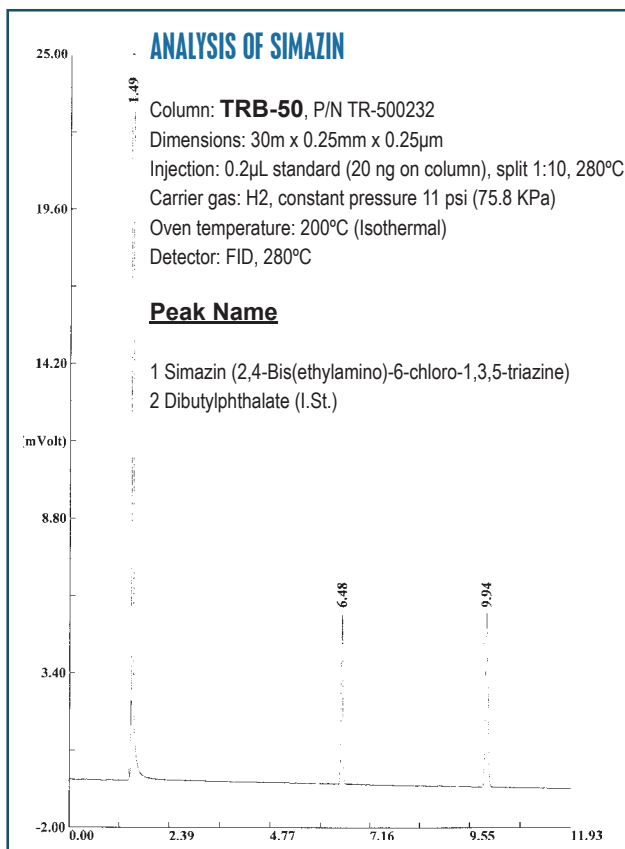 ANALYSIS OF SIMAZIN
25.00
1.49
Column: TRB-50, P/N TR-500232
Dimensions: 30m x 0.25mm x 0.25µm
Injection: 0.2µL standard (20 ng on column), split 1:10, 280ºC
Carrier gas: H2, constant pressure 11 psi (75.8 KPa)
Oven temperature: 200ºC (Isothermal)
Detector: FID, 280ºC
19.60
Peak Name
1 Simazin (2,4-Bis(ethylamino)-6-chloro-1,3,5-triazine)
2 Dibutylphthalate (I.St.)
14.20
(mVolt)
8.80
6.48
9.94
3.40
-2.00
0.00 2.39 4.77 7.16 9.55 11.93